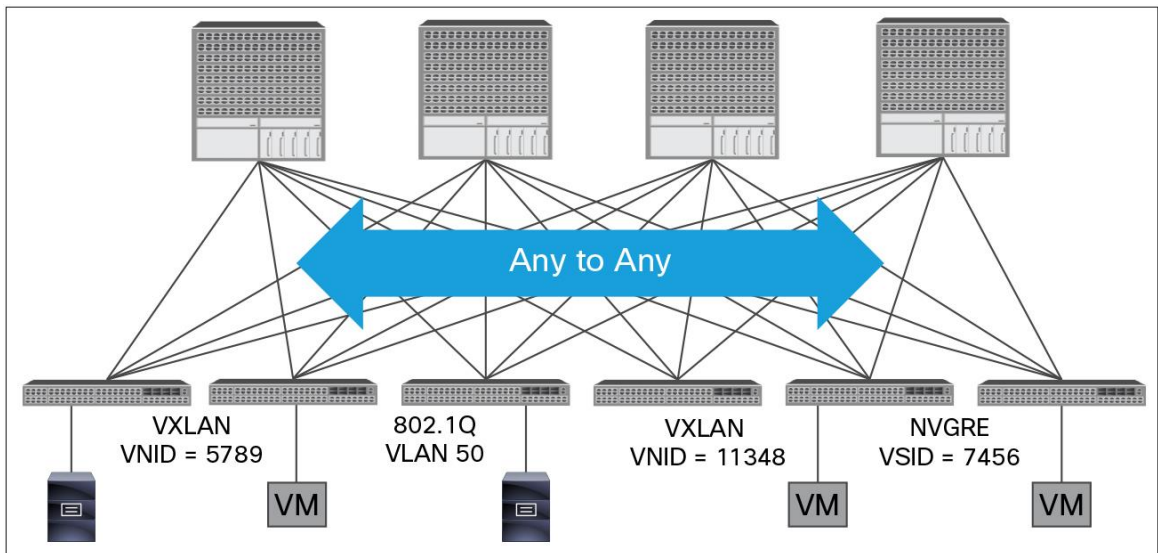 Any to Any
VXLAN
VNID = 5789
802.1Q
VLAN 50
VXLAN
VNID = 11348
NVGRE
VSID = 7456
VM
VM
VM